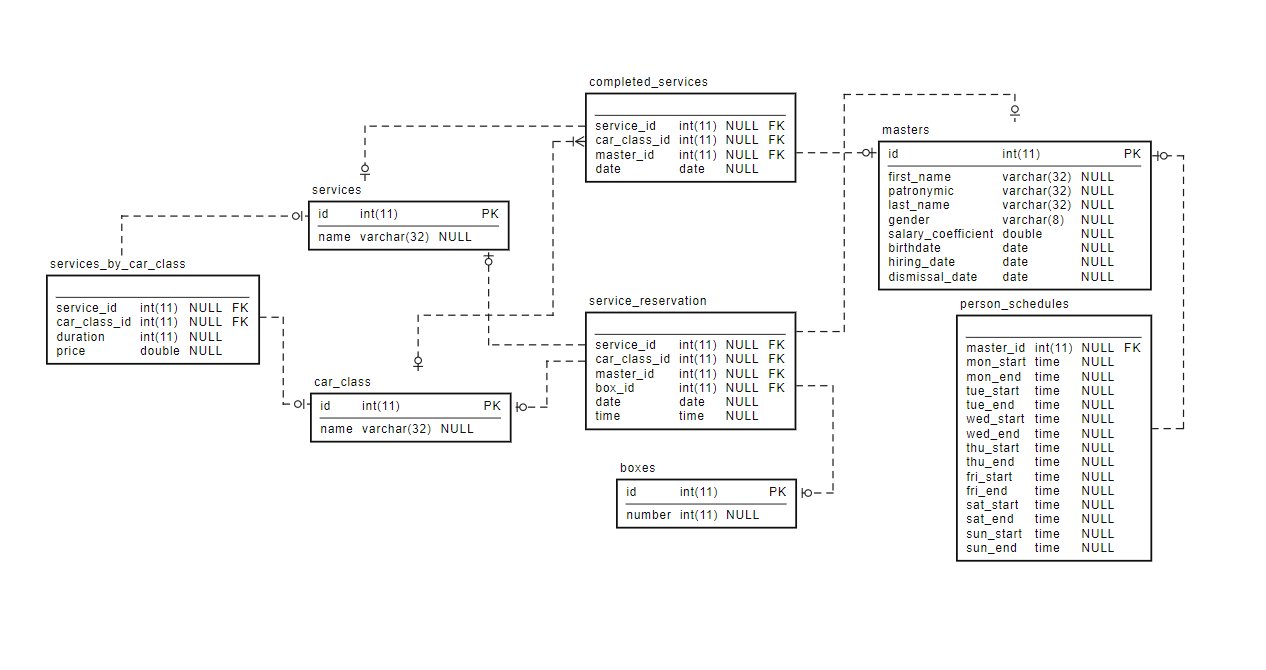 completed_services
service_id int(11) NULL FK
car_class_id int(11) NULL FK
master_id int(11) NULL FK
date date NULL
masters
id int(11) PK
first_name varchar(32) NULL
patronymic varchar(32) NULL
last_name varchar(32) NULL
gender varchar(8) NULL
salary_coefficient double NULL
birthdate date NULL
hiring_date date NULL
dismissal_date date NULL
services
id int(11) PK
name varchar(32) NULL
services_by_car_class
service_id int(11) NULL FK
car_class_id int(11) NULL FK
duration int(11) NULL
price double NULL
service_reservation
service_id int(11) NULL FK
car_class_id int(11) NULL FK
master_id int(11) NULL FK
box_id int(11) NULL FK
date date NULL
time time NULL
person_schedules
master_id int(11) NULL FK
mon_start time NULL
mon_end time NULL
tue_start time NULL
tue_end time NULL
wed_start time NULL
wed_end time NULL
thu_start time NULL
thu_end time NULL
fri_start time NULL
fri_end time NULL
sat_start time NULL
sat_end time NULL
sun_start time NULL
sun_end time NULL
car_class
id int(11) PK
name varchar(32) NULL
boxes
id int(11) PK
number int(11) NULL